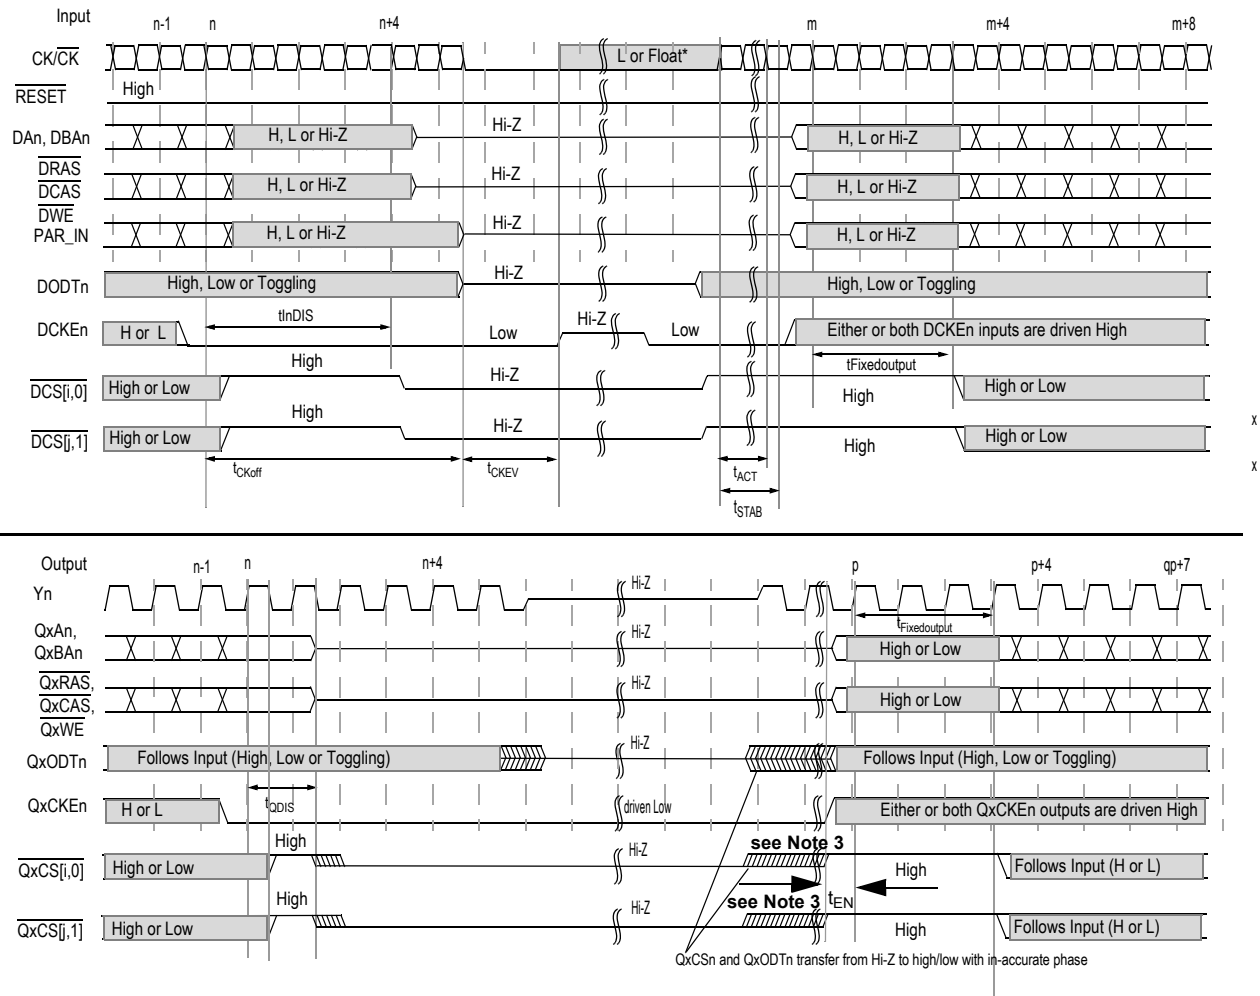 Input
n-1 n n+4 m m+4 m+8
CK/CK L or Float*
RESET High
DAn, DBAn H, L or Hi-Z Hi-Z H, L or Hi-Z
DRAS
DCAS H, L or Hi-Z Hi-Z H, L or Hi-Z
DWE
PAR_IN H, L or Hi-Z Hi-Z H, L or Hi-Z
DODTn High, Low or Toggling Hi-Z High, Low or Toggling
DCKEn H or L tInDIS Low Hi-Z Low Either or both DCKEn inputs are driven High
tFixedoutput
DCS[i,0] High or Low High Hi-Z High High or Low
x
DCS[j,1] High or Low High Hi-Z High High or Low
x
tCKoff tCKEV tACT
tSTAB
Output
n-1 n n+4 p p+4 qp+7
Yn Hi-Z
tFixedoutput
QxAn,
QxBAn Hi-Z High or Low
QxRAS,
QxCAS, Hi-Z High or Low
QxWE
QxODTn Follows Input (High, Low or Toggling) Hi-Z Follows Input (High, Low or Toggling)
tQDIS
QxCKEn H or L driven Low Either or both QxCKEn outputs are driven High
see Note 3
QxCS[i,0] High or Low High Hi-Z High Follows Input (H or L)
see Note 3 tEN
QxCS[j,1] High or Low High Hi-Z High Follows Input (H or L)
QxCSn and QxODTn transfer from Hi-Z to high/low with in-accurate phase